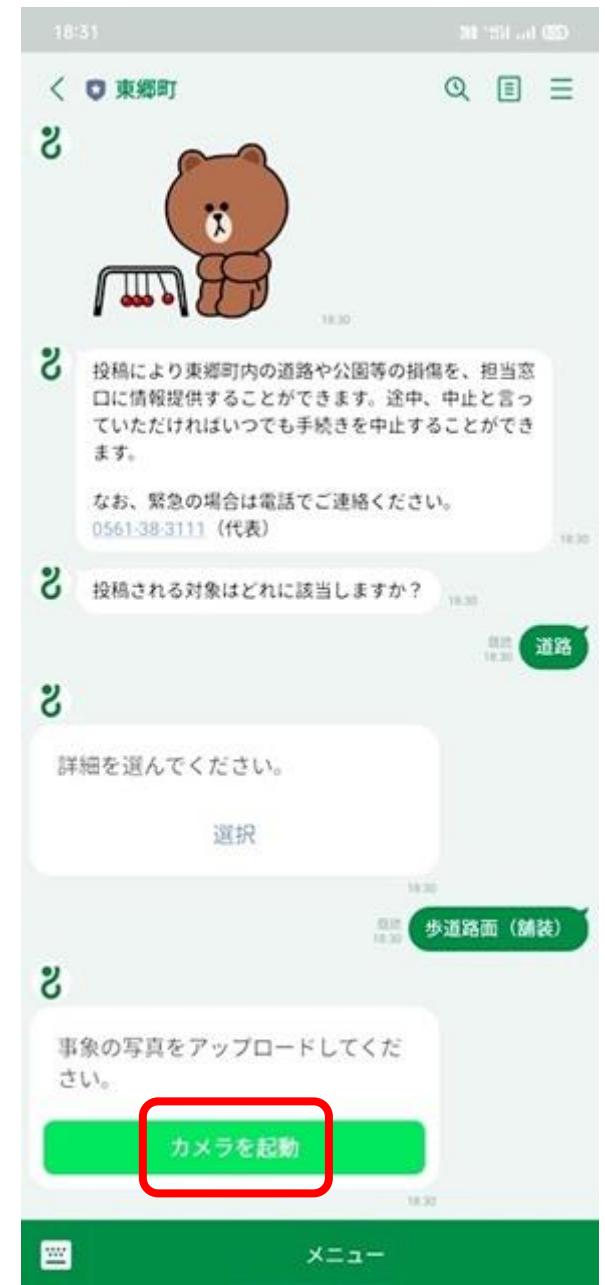 18:31
東郷町
18:30
投稿により東郷町内の道路や公園等の損傷を、担当窓
口に情報提供することができます。途中、中止と言っ
ていただければいつでも手続きを中止することができ
ます。
なお、緊急の場合は電話でご連絡ください。
0561-38-3111（代表）
18:30
投稿される対象はどれに該当しますか？
18:30
既読
18:30
道路
詳細を選んでください。
選択
18:30
既読
18:30
歩道路面（舗装）
事象の写真をアップロードしてくだ
さい。
カメラを起動
18:30
メニュー